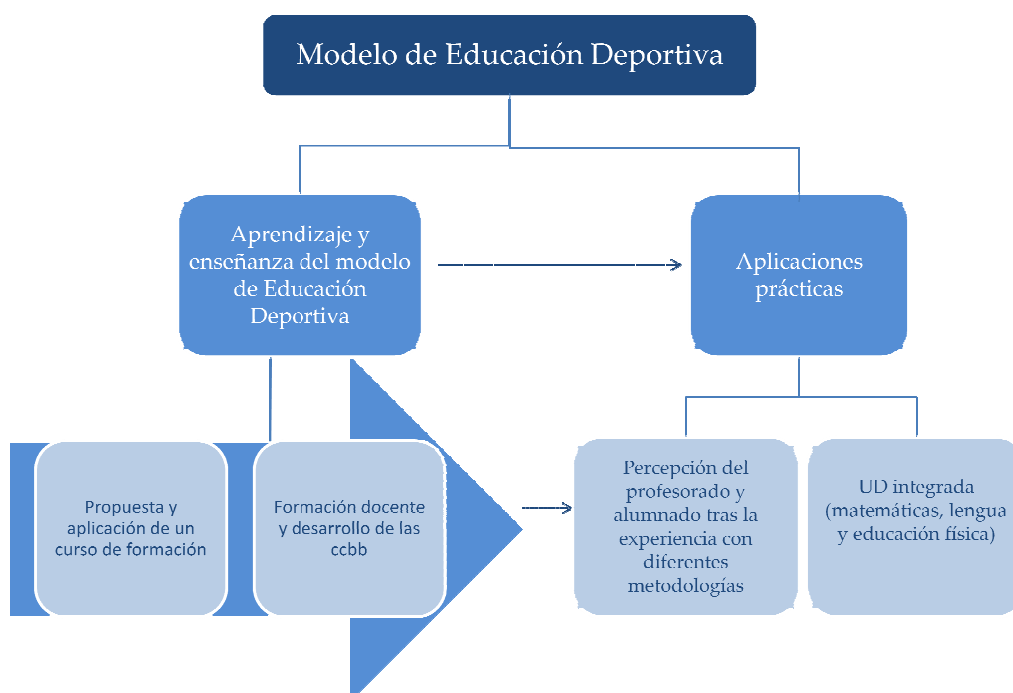 Modelo de Educación Deportiva
Aprendizaje y
enseñanza del modelo
de Educación
Deportiva
Aplicaciones
prácticas
Propuesta y
aplicación de un
curso de formación
Formación docente
y desarrollo de las
ccbb
Percepción del
profesorado y
alumnado tras la
experiencia con
diferentes
metodologías
UD integrada
(matemáticas, lengua
y educación física)